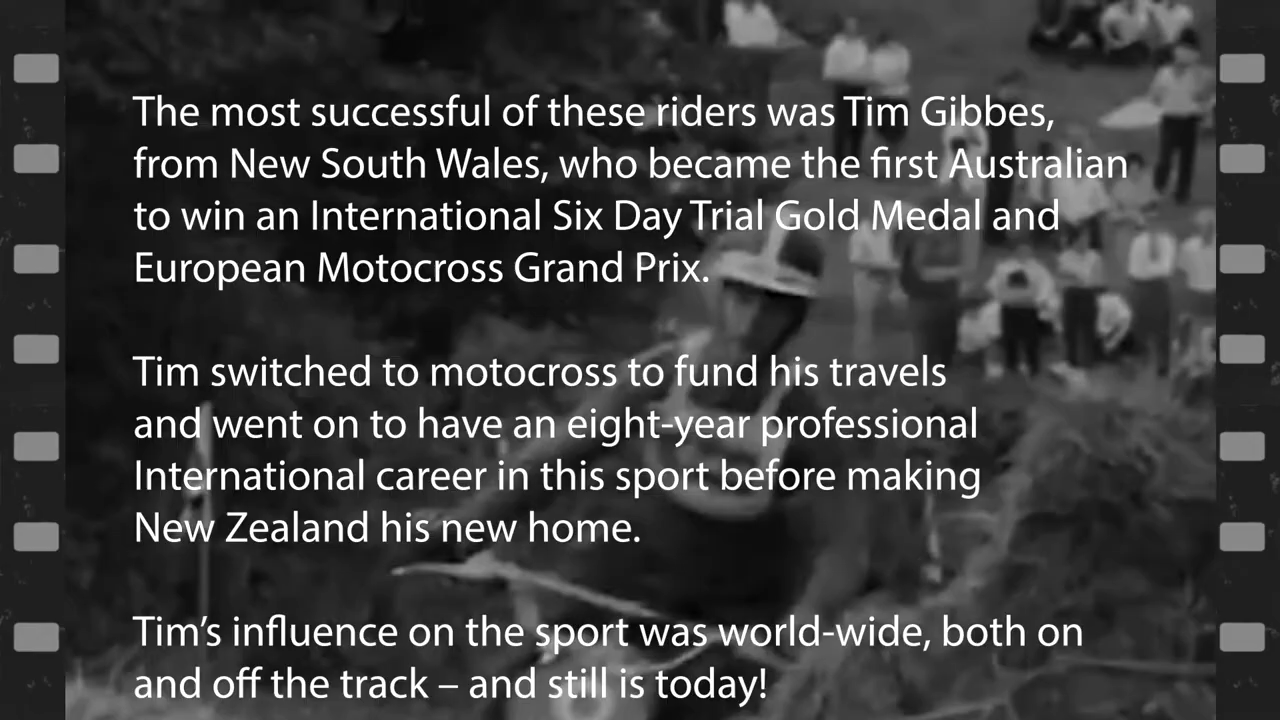 The most successful of these riders was Tim Gibbes,
from New South Wales, who became the first Australian
to win an International Six Day Trial Gold Medal and
European Motocross Grand Prix.
Tim switched to motocross to fund his travels
and went on to have an eight-year professional
International career in this sport before making
New Zealand his new home.
Tim’s influence on the sport was world-wide, both on
and off the track – and still is today!